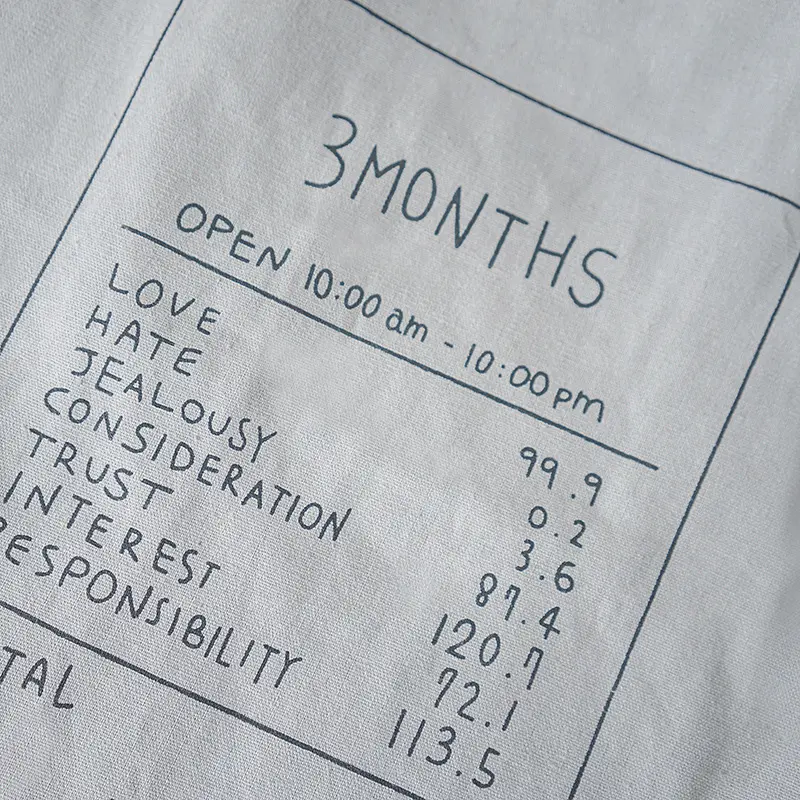 3MONTHS
OPEN 10:00 am - 10:00 pm
LOVE 99.9
HATE 0.2
JEALOUSY 3.6
CONSIDERATION 87.4
TRUST 120.7
INTEREST 72.1
RESPONSIBILITY 113.5
TAL